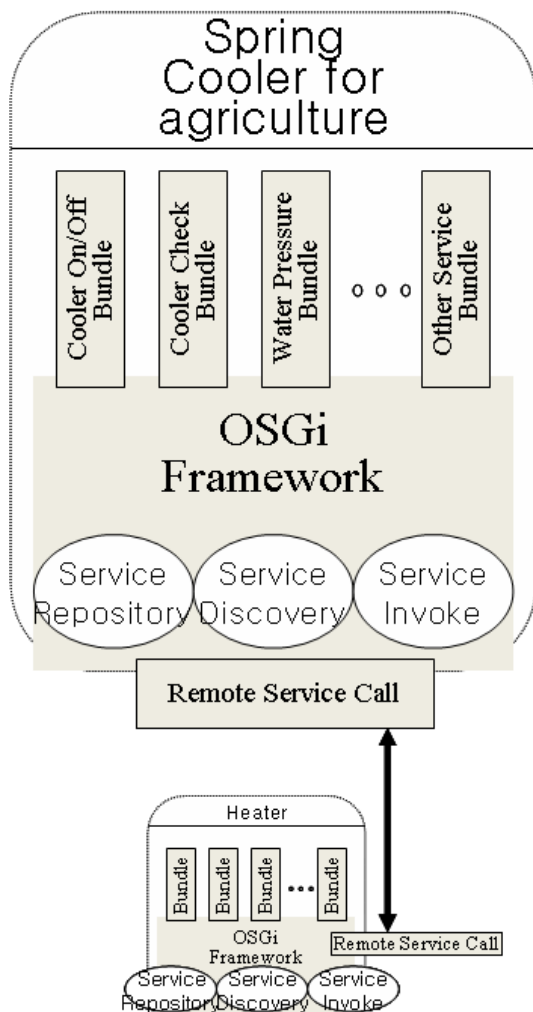 Spring
Cooler for
agriculture
Cooler On/Off
Bundle
Cooler Check
Bundle
Water Pressure
Bundle
Other Service
Bundle
OSGi
Framework
Service
Repository
Service
Discovery
Service
Invoke
Remote Service Call
Heater
Bundle
Bundle
Bundle
Bundle
OSGi
Framework
Remote Service Call
Service
Repository
Service
Discovery
Service
Invoke